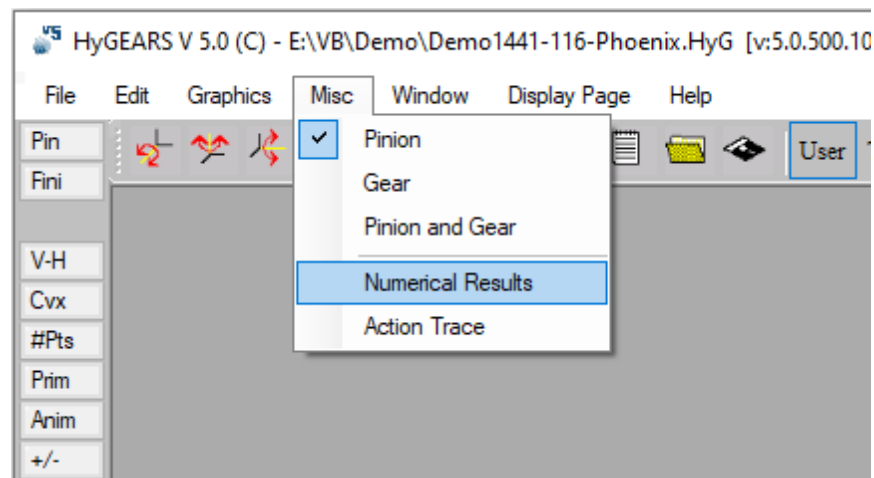 V5 HyGEARS V 5.0 (C) - E:\VB\Demo\Demo1441-116-Phoenix.HyG [v:5.0.500.10
File Edit Graphics Misc Window Display Page Help
Pin
Fini
V-H
Cvx
#Pts
Prim
Anim
+/-
Pinion
Gear
Pinion and Gear
Numerical Results
Action Trace
User